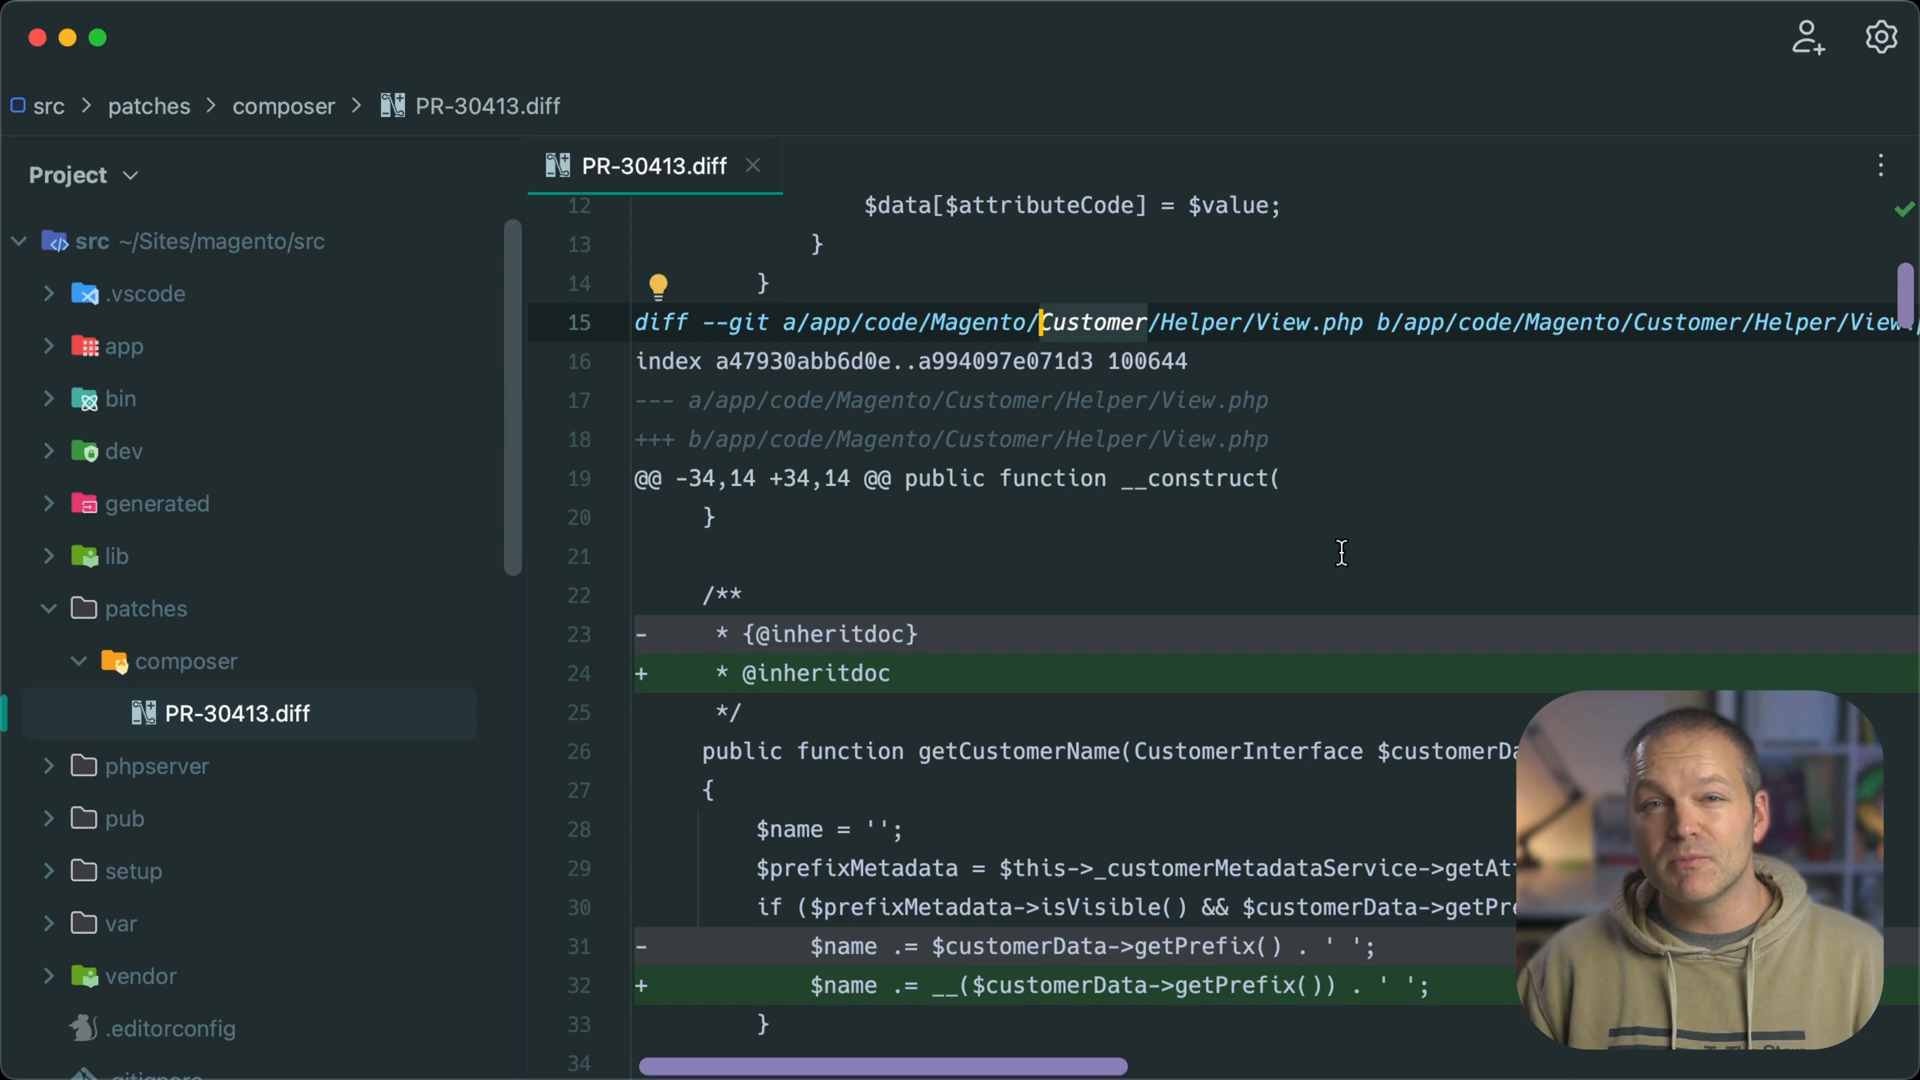 src > patches > composer > PR-30413.diff
Project
PR-30413.diff
src ~/Sites/magento/src
.vscode
app
bin
dev
generated
lib
patches
composer
PR-30413.diff
phpserver
pub
setup
var
vendor
.editorconfig
.gitignore
12 $data[$attributeCode] = $value;
13 }
14 }
15 diff --git a/app/code/Magento/Customer/Helper/View.php b/app/code/Magento/Customer/Helper/View.
16 index a47930abb6d0e..a994097e071d3 100644
17 --- a/app/code/Magento/Customer/Helper/View.php
18 +++ b/app/code/Magento/Customer/Helper/View.php
19 @@ -34,14 +34,14 @@ public function __construct(
20 }
21
22 /**
23 - * {@inheritdoc}
24 + * @inheritdoc
25 */
26 public function getCustomerName(CustomerInterface $customerDa
27 {
28 $name = '';
29 $prefixMetadata = $this->_customerMetadataService->getAt
30 if ($prefixMetadata->isVisible() && $customerData->getPre
31 - $name .= $customerData->getPrefix() . ' ';
32 + $name .= __($customerData->getPrefix()) . ' ';
33 }
34